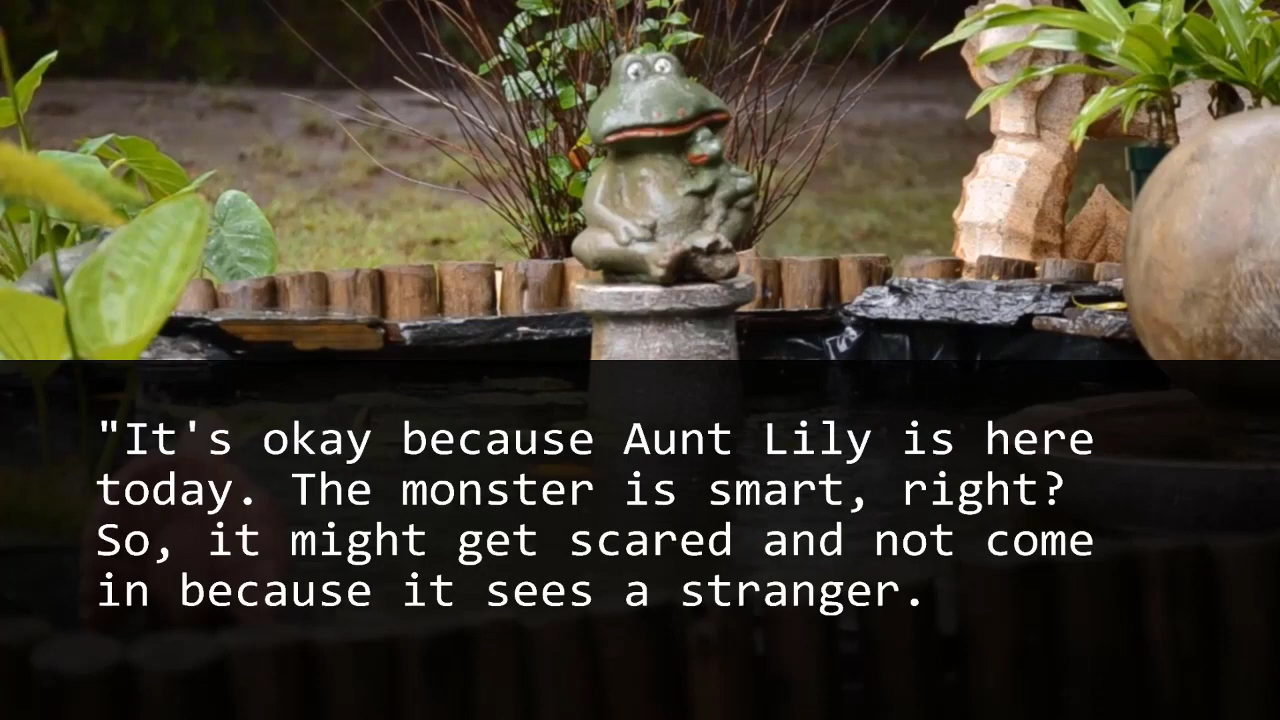 "It's okay because Aunt Lily is here
today. The monster is smart, right?
So, it might get scared and not come
in because it sees a stranger.